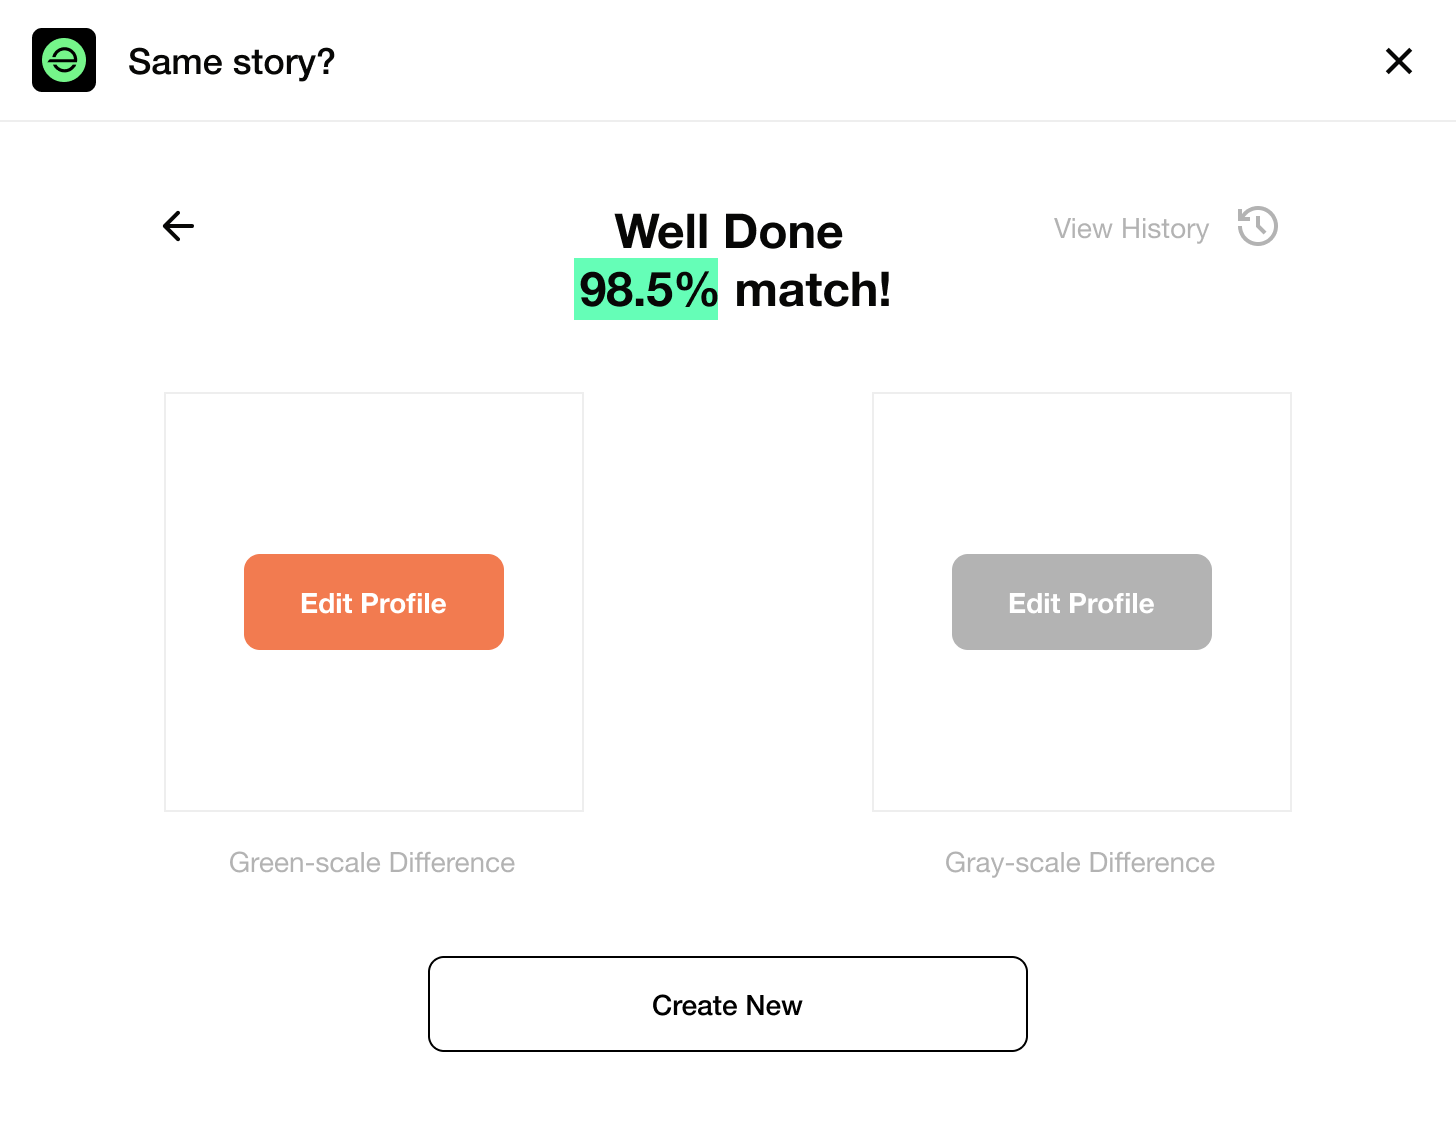 Same story?
Well Done
View History
98.5% match!
Edit Profile
Edit Profile
Green-scale Difference
Gray-scale Difference
Create New